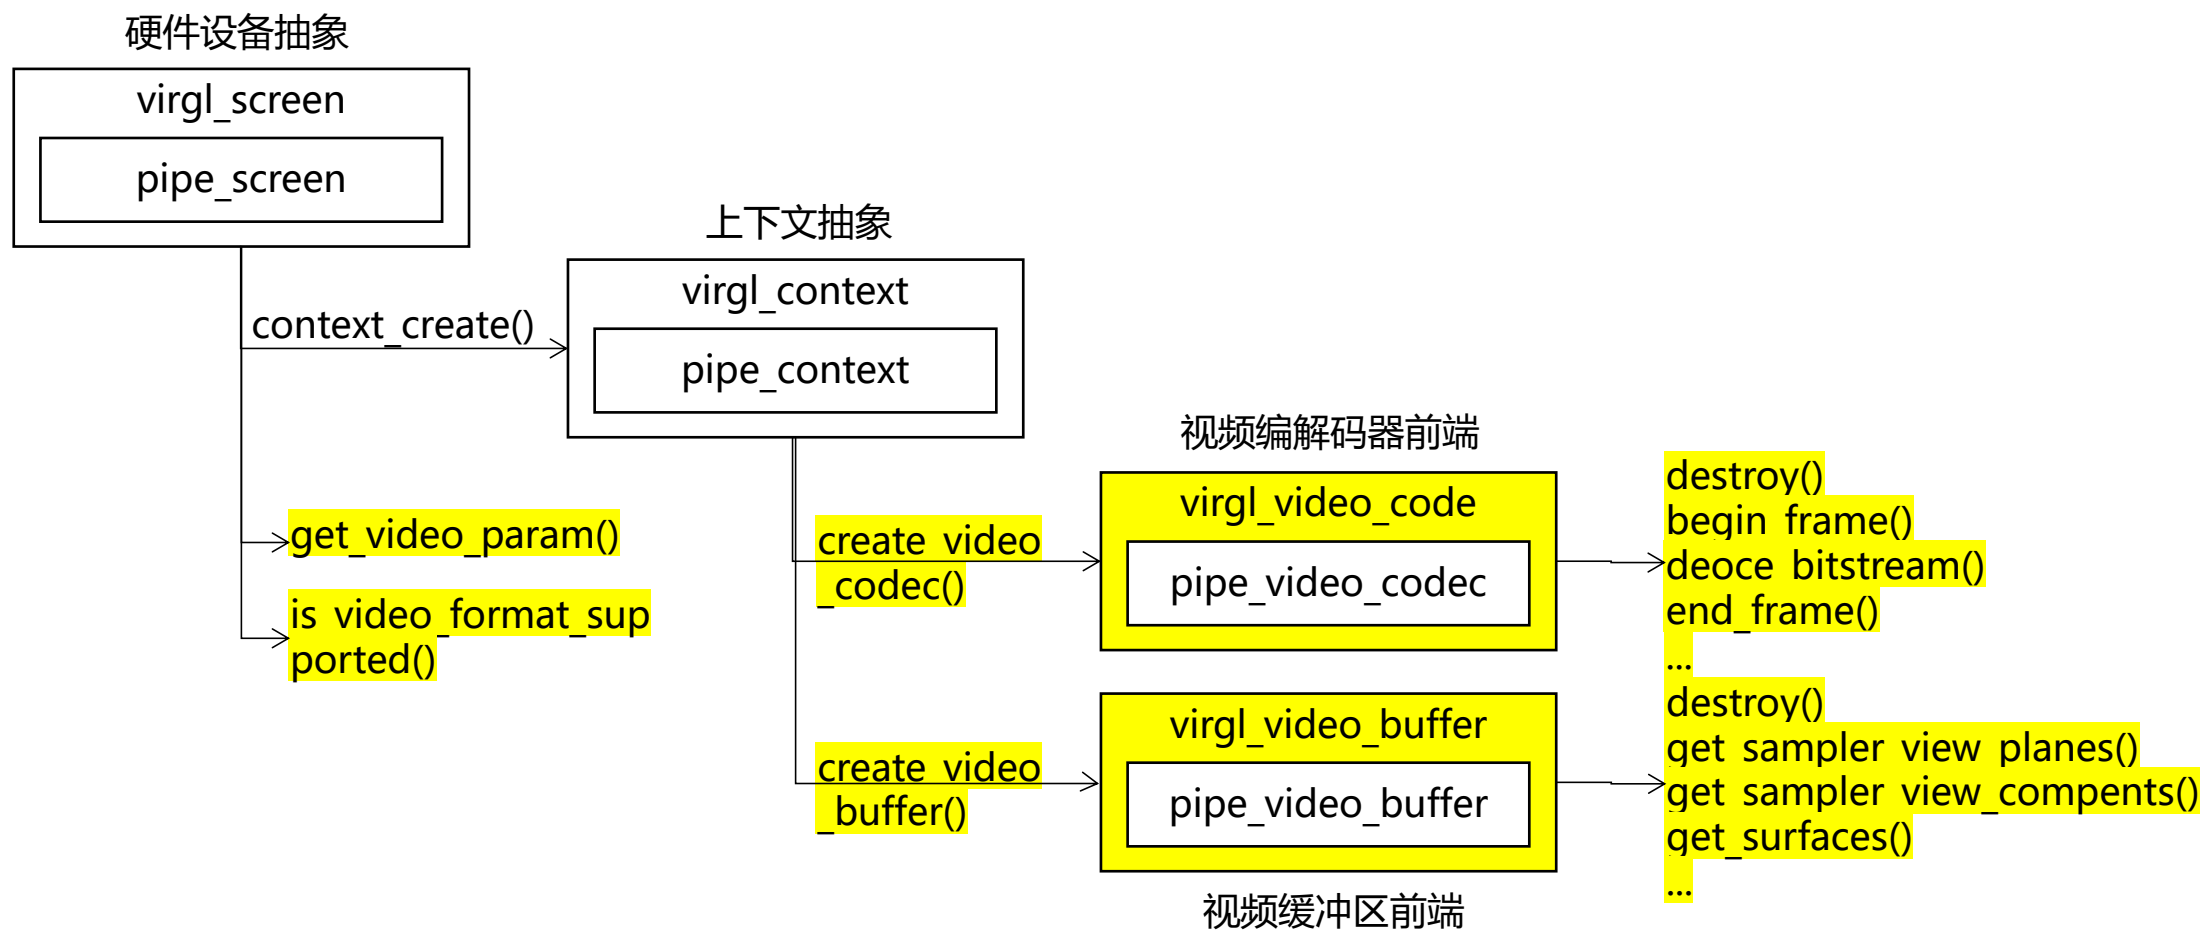 硬件设备抽象
virgl_screen
pipe_screen
上下文抽象
virgl_context
context_create()
pipe_context
视频编解码器前端
virgl_video_code
pipe_video_codec
get_video_param()
is_video_format_sup
ported()
create_video
_codec()
destroy()
begin_frame()
deoce_bitstream()
end_frame()
...
create_video
_buffer()
virgl_video_buffer
pipe_video_buffer
视频缓冲区前端
destroy()
get_sampler_view_planes()
get_sampler_view_compents()
get_surfaces()
...